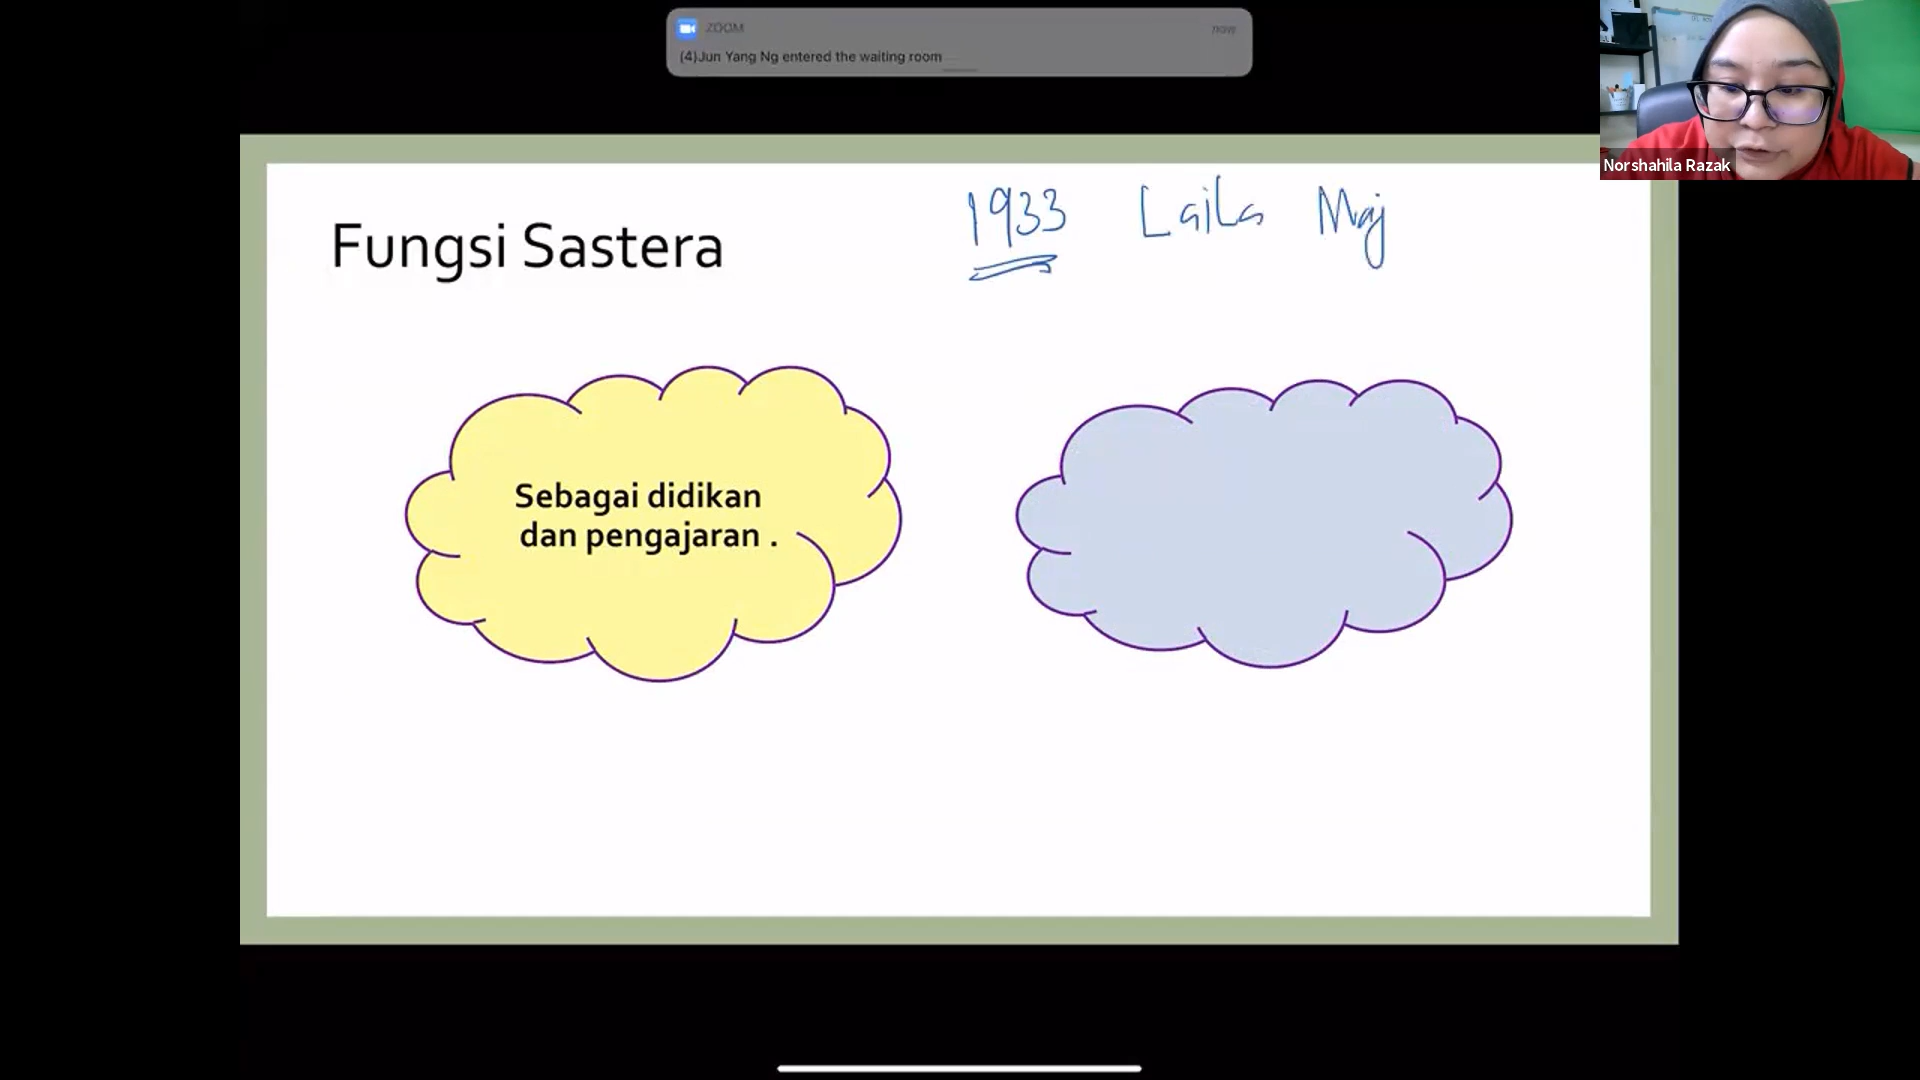 ZOOM now
(4)Jun Yang Ng entered the waiting room
Norshahila Razak
1933 Laila Maj
Fungsi Sastera
Sebagai didikan
dan pengajaran .